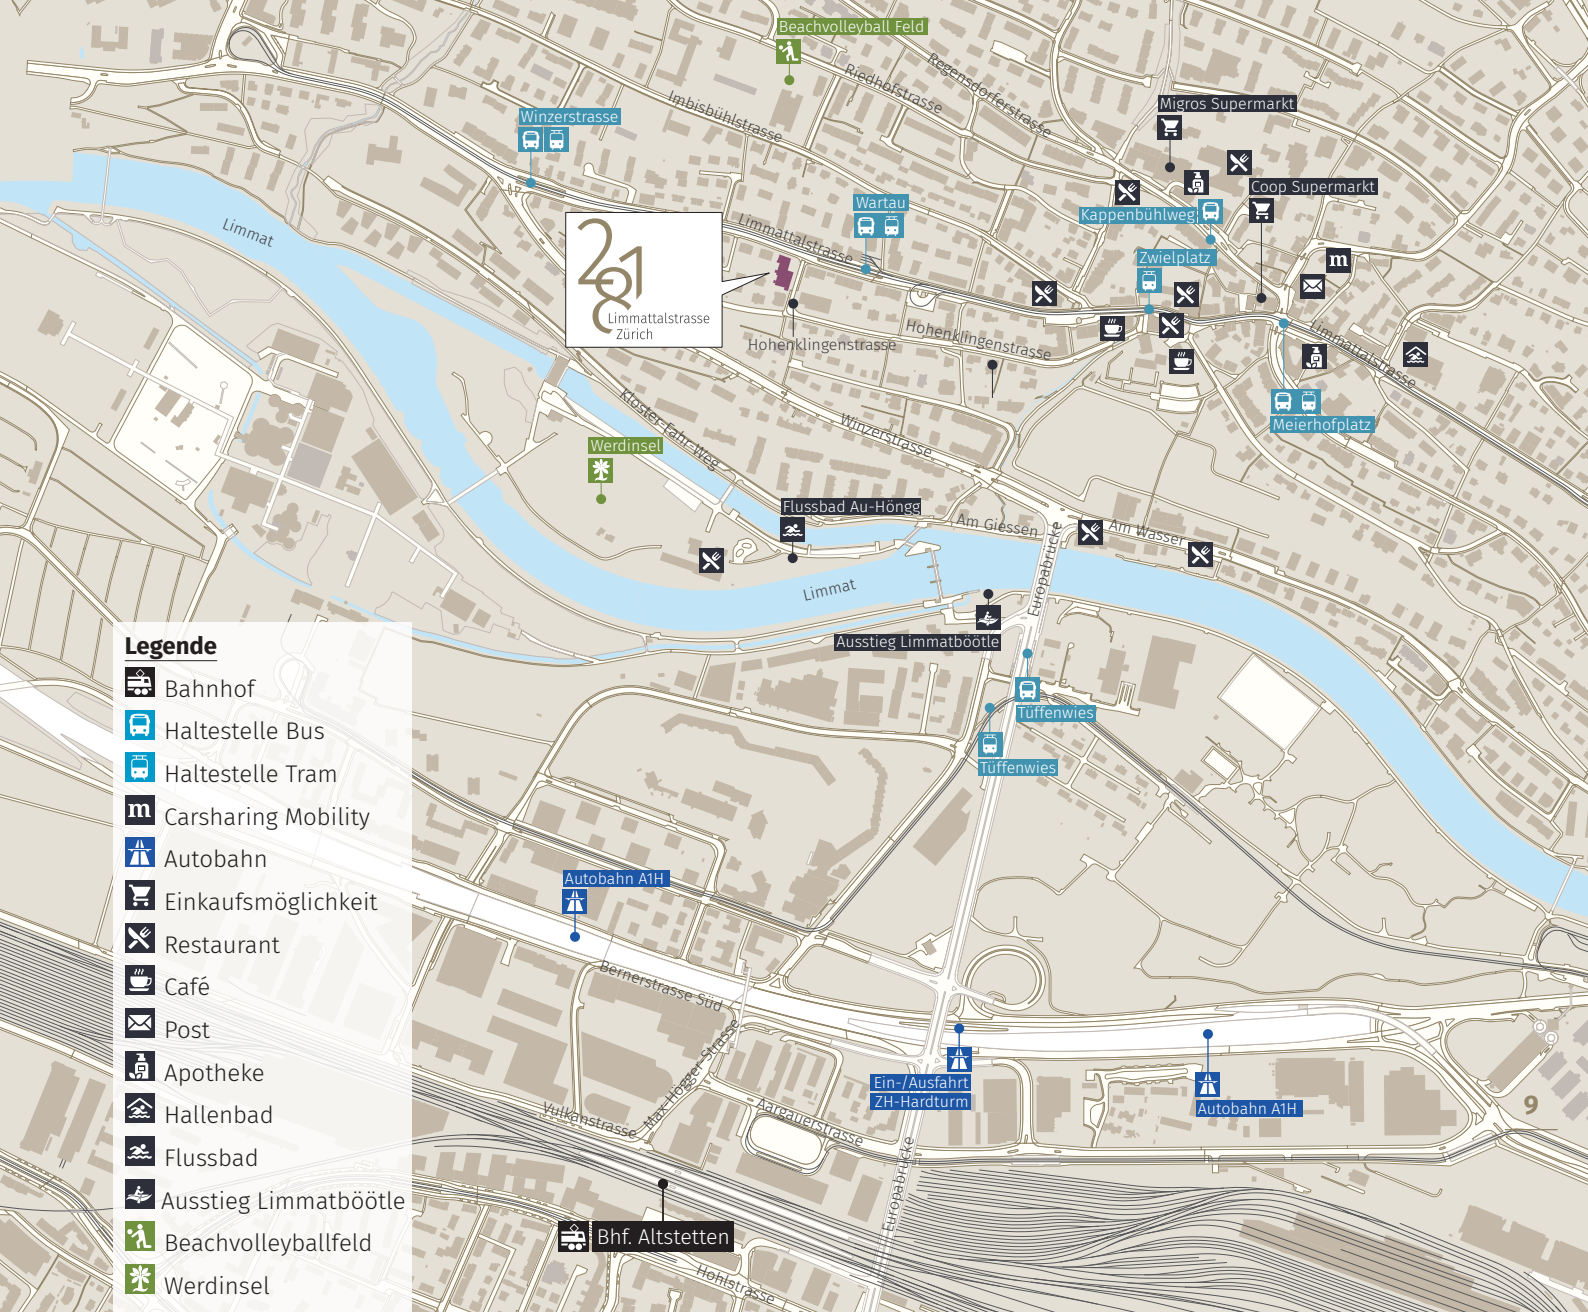 Beachvolleyball Feld
Riedhofstrasse
Regensdorferstrasse
Imbisbühlstrasse
Winzerstrasse
Migros Supermarkt
Coop Supermarkt
Kappenbühlweg
Wartau
Limmattalstrasse
Zwielplatz
m
Limmat
2
4 1
6
8
Limmattalstrasse
Zürich
Hohenklingenstrasse
Hohenklingenstrasse
Limmattalstrasse
Meierhofplatz
Kloster-Fahr-Weg
Winzerstrasse
Werdinsel
Flussbad Au-Höngg
Am Giessen
Am Wasser
Europabrücke
Limmat
Ausstieg Limmatböötle
Tüffenwies
Tüffenwies
Legende
Bahnhof
Haltestelle Bus
Haltestelle Tram
m Carsharing Mobility
Autobahn
Einkaufsmöglichkeit
Restaurant
Café
Post
Apotheke
Hallenbad
Flussbad
Ausstieg Limmatböötle
Beachvolleyballfeld
Werdinsel
Autobahn A1H
Bernerstrasse Süd
Max-Högger-Strasse
Vulkanstrasse
Aargauerstrasse
Ein-/Ausfahrt
ZH-Hardturm
Autobahn A1H
9
Europabrücke
Bhf. Altstetten
Hohlstrasse